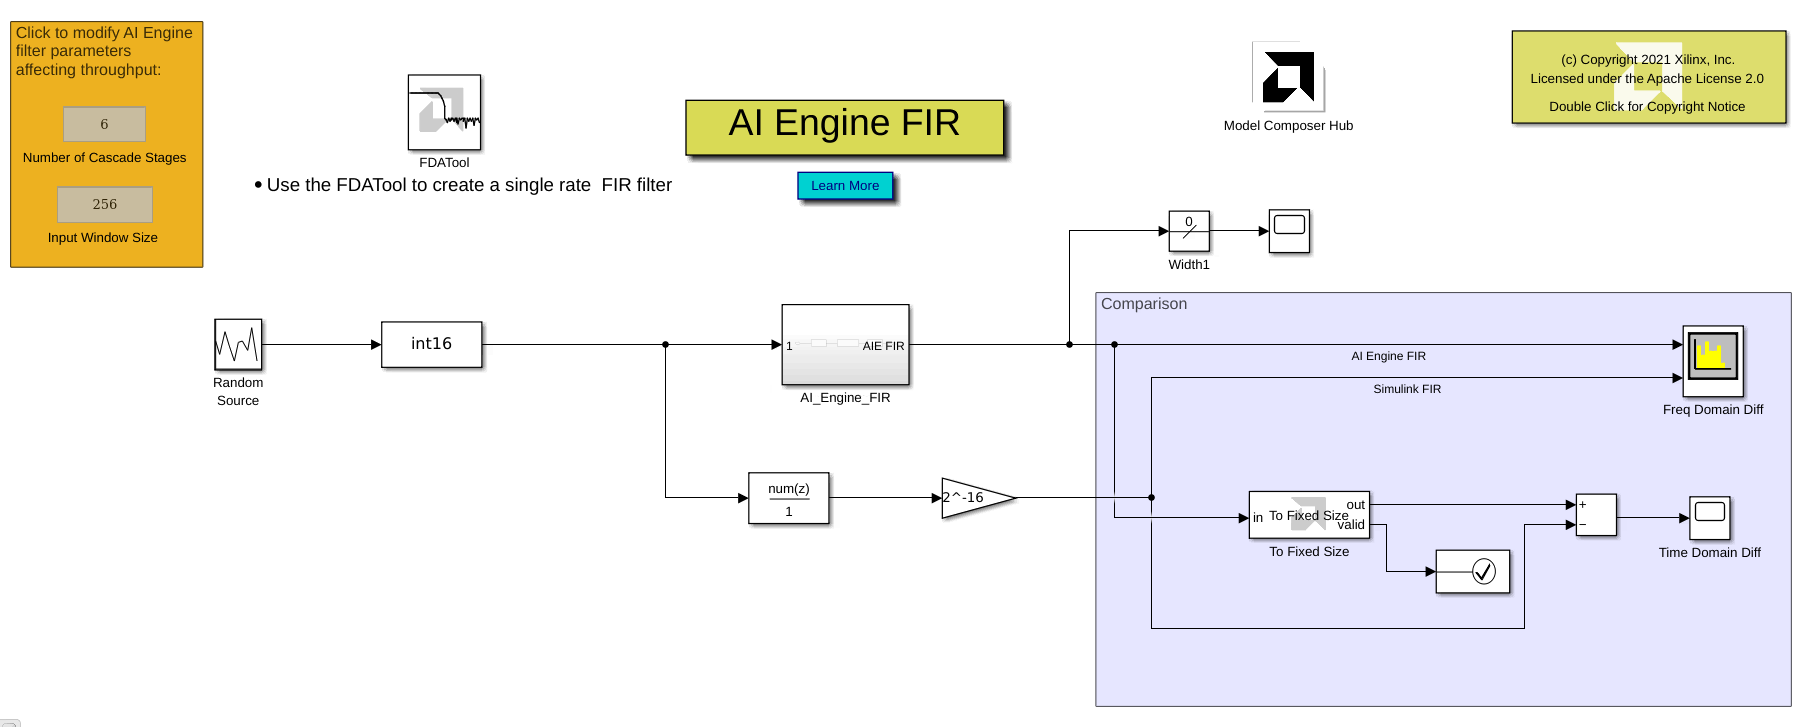 Click to modify AI Engine
filter parameters
affecting throughput:
6
Number of Cascade Stages
256
Input Window Size
FDATool
• Use the FDATool to create a single rate  FIR filter
AI Engine FIR
Learn More
Model Composer Hub
(c) Copyright 2021 Xilinx, Inc.
Licensed under the Apache License 2.0
Double Click for Copyright Notice
0
Width1
Random
Source
int16
1
AIE FIR
AI_Engine_FIR
num(z)
1
2^-16
Comparison
AI Engine FIR
Simulink FIR
Freq Domain Diff
in
To Fixed Size
out
valid
To Fixed Size
+
−
Time Domain Diff